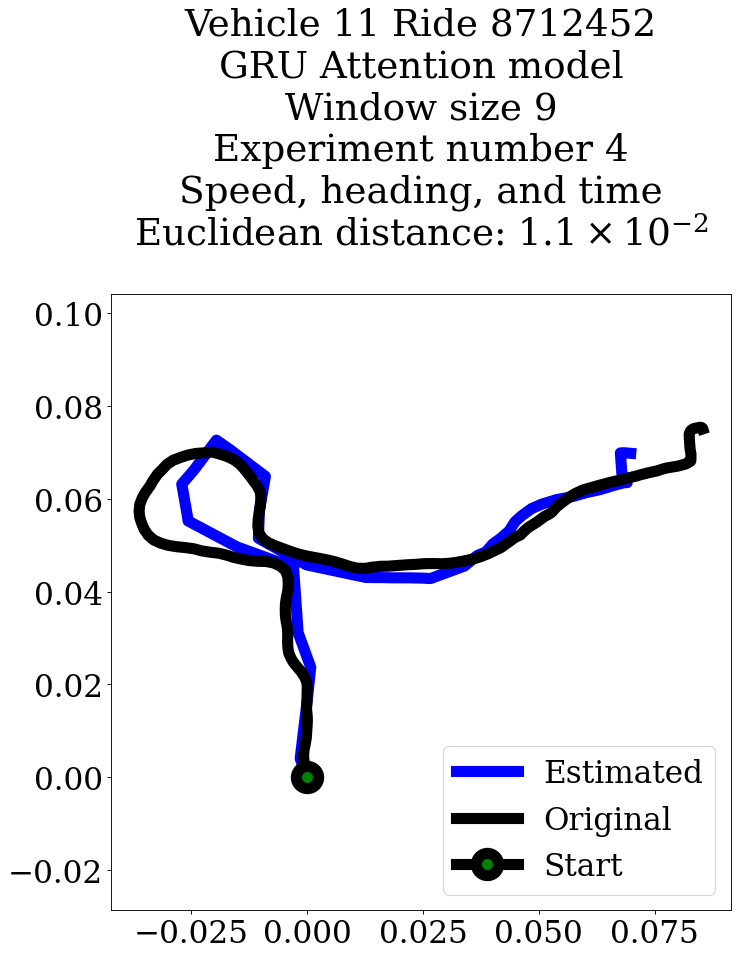 Vehicle 11 Ride 8712452
GRU Attention model
Window size 9
Experiment number 4
Speed, heading, and time
Euclidean distance: 1.1 × 10⁻²
0.10
0.08
0.06
0.04
0.02
0.00
−0.02
Estimated
Original
Start
−0.025 0.000 0.025 0.050 0.075